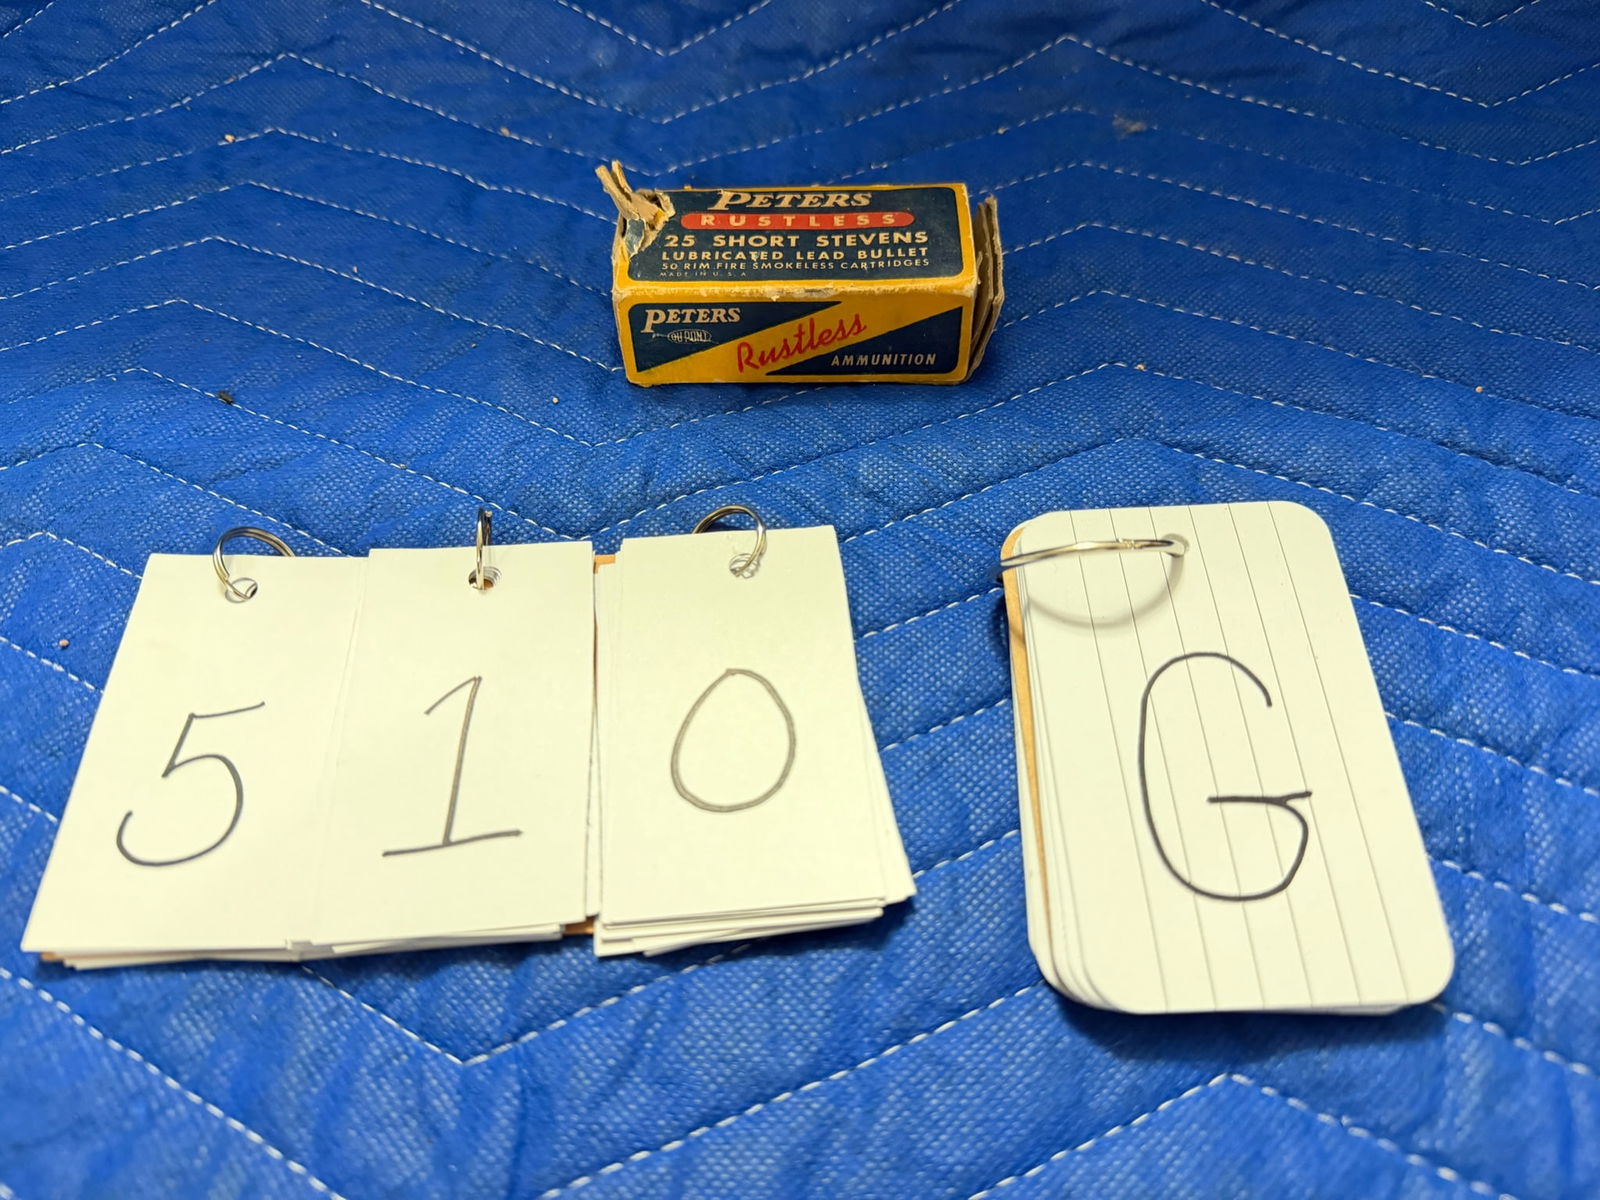 PETERS
RUSTLESS
25 SHORT STEVENS
LUBRICATED LEAD BULLET
50 RIM FIRE SMOKELESS CARTRIDGES
MADE IN U.S.A
PETERS
DU PONT
Rustless
AMMUNITION
5 1 0 G